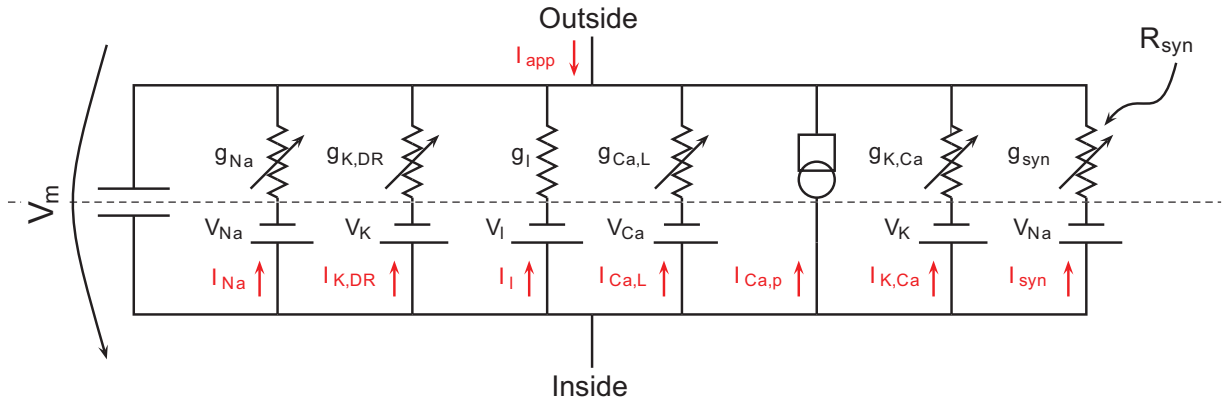 Outside
I app
R syn
g Na
g K,DR
g l
g Ca,L
g K,Ca
g syn
V m
V Na
V K
V l
V Ca
V K
V Na
I Na
I K,DR
I l
I Ca,L
I Ca,p
I K,Ca
I syn
Inside